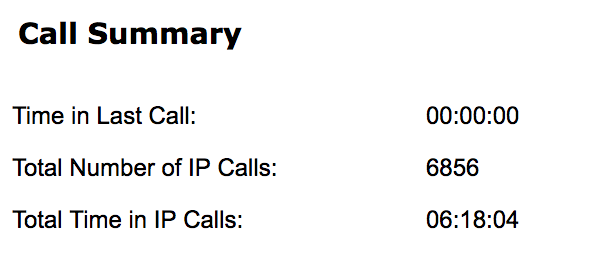 Call Summary
Time in Last Call: 00:00:00
Total Number of IP Calls: 6856
Total Time in IP Calls: 06:18:04